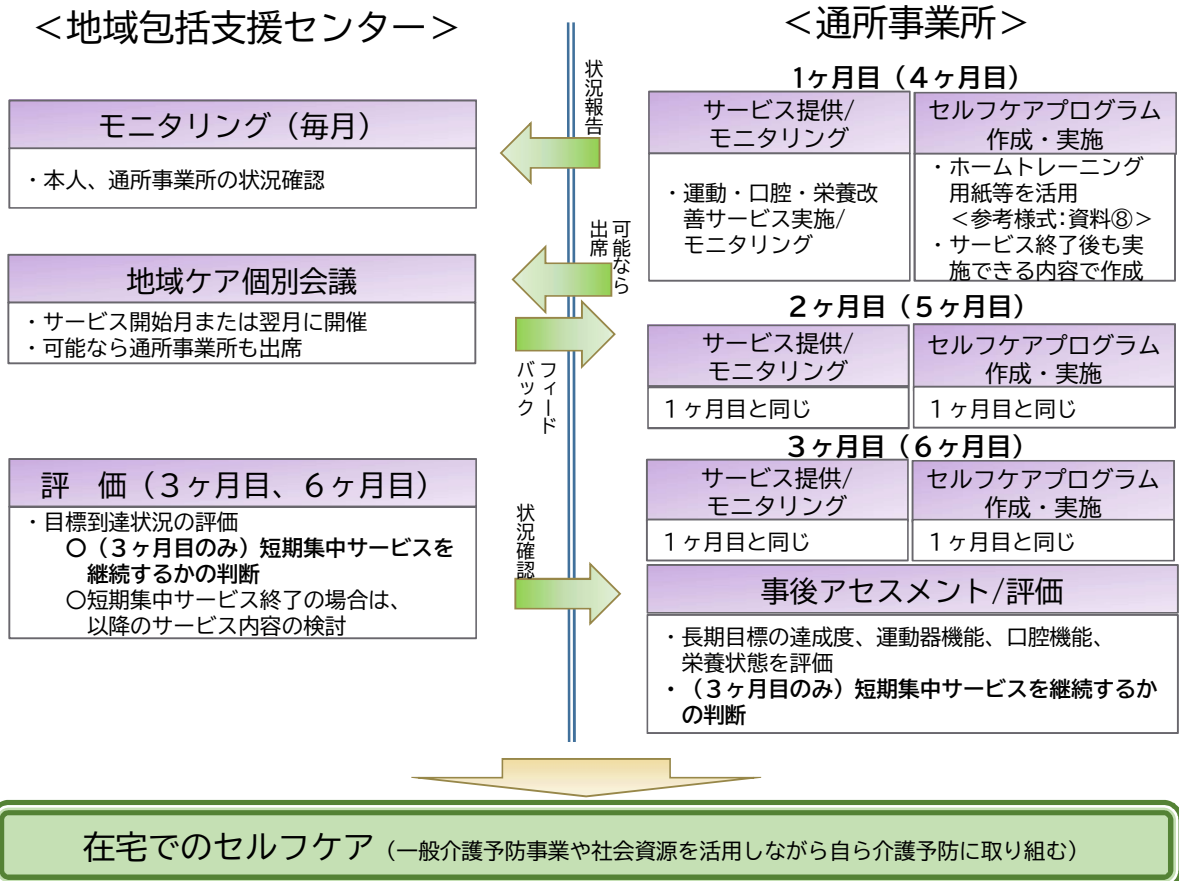 ＜地域包括支援センター＞
モニタリング（毎月）
・本人、通所事業所の状況確認
地域ケア個別会議
・サービス開始月または翌月に開催
・可能なら通所事業所も出席
評　価（３ヶ月目、６ヶ月目）
・目標到達状況の評価
〇（３ヶ月目のみ）短期集中サービスを
継続するかの判断
〇短期集中サービス終了の場合は、
以降のサービス内容の検討
状況報告
可能なら
出席
フィード
バック
状況確認
＜通所事業所＞
1ヶ月目（４ヶ月目）
サービス提供/
モニタリング
・運動・口腔・栄養改
善サービス実施/
モニタリング
セルフケアプログラム
作成・実施
・ホームトレーニング
用紙等を活用
＜参考様式：資料⑧＞
・サービス終了後も実
施できる内容で作成
２ヶ月目（５ヶ月目）
サービス提供/
モニタリング
１ヶ月目と同じ
セルフケアプログラム
作成・実施
１ヶ月目と同じ
３ヶ月目（６ヶ月目）
サービス提供/
モニタリング
１ヶ月目と同じ
セルフケアプログラム
作成・実施
１ヶ月目と同じ
事後アセスメント/評価
・長期目標の達成度、運動器機能、口腔機能、
栄養状態を評価
・（３ヶ月目のみ）短期集中サービスを継続するか
の判断
在宅でのセルフケア（一般介護予防事業や社会資源を活用しながら自ら介護予防に取り組む）